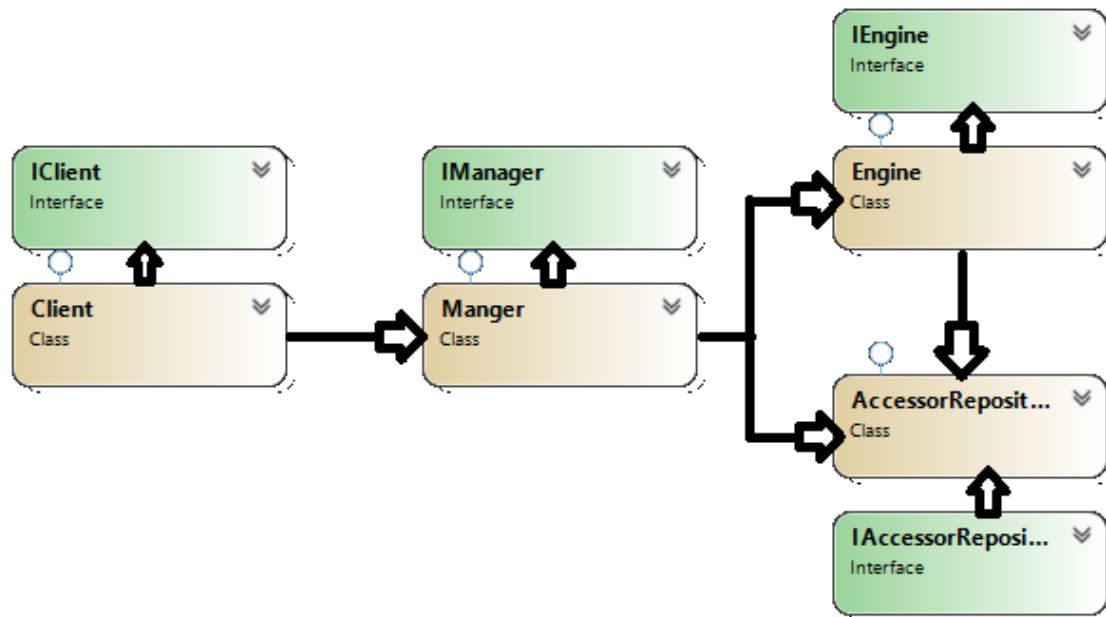 IEngine
Interface
IClient
Interface
IManager
Interface
Engine
Class
Client
Class
Manger
Class
AccessorReposit...
Class
IAccessorReposi...
Interface